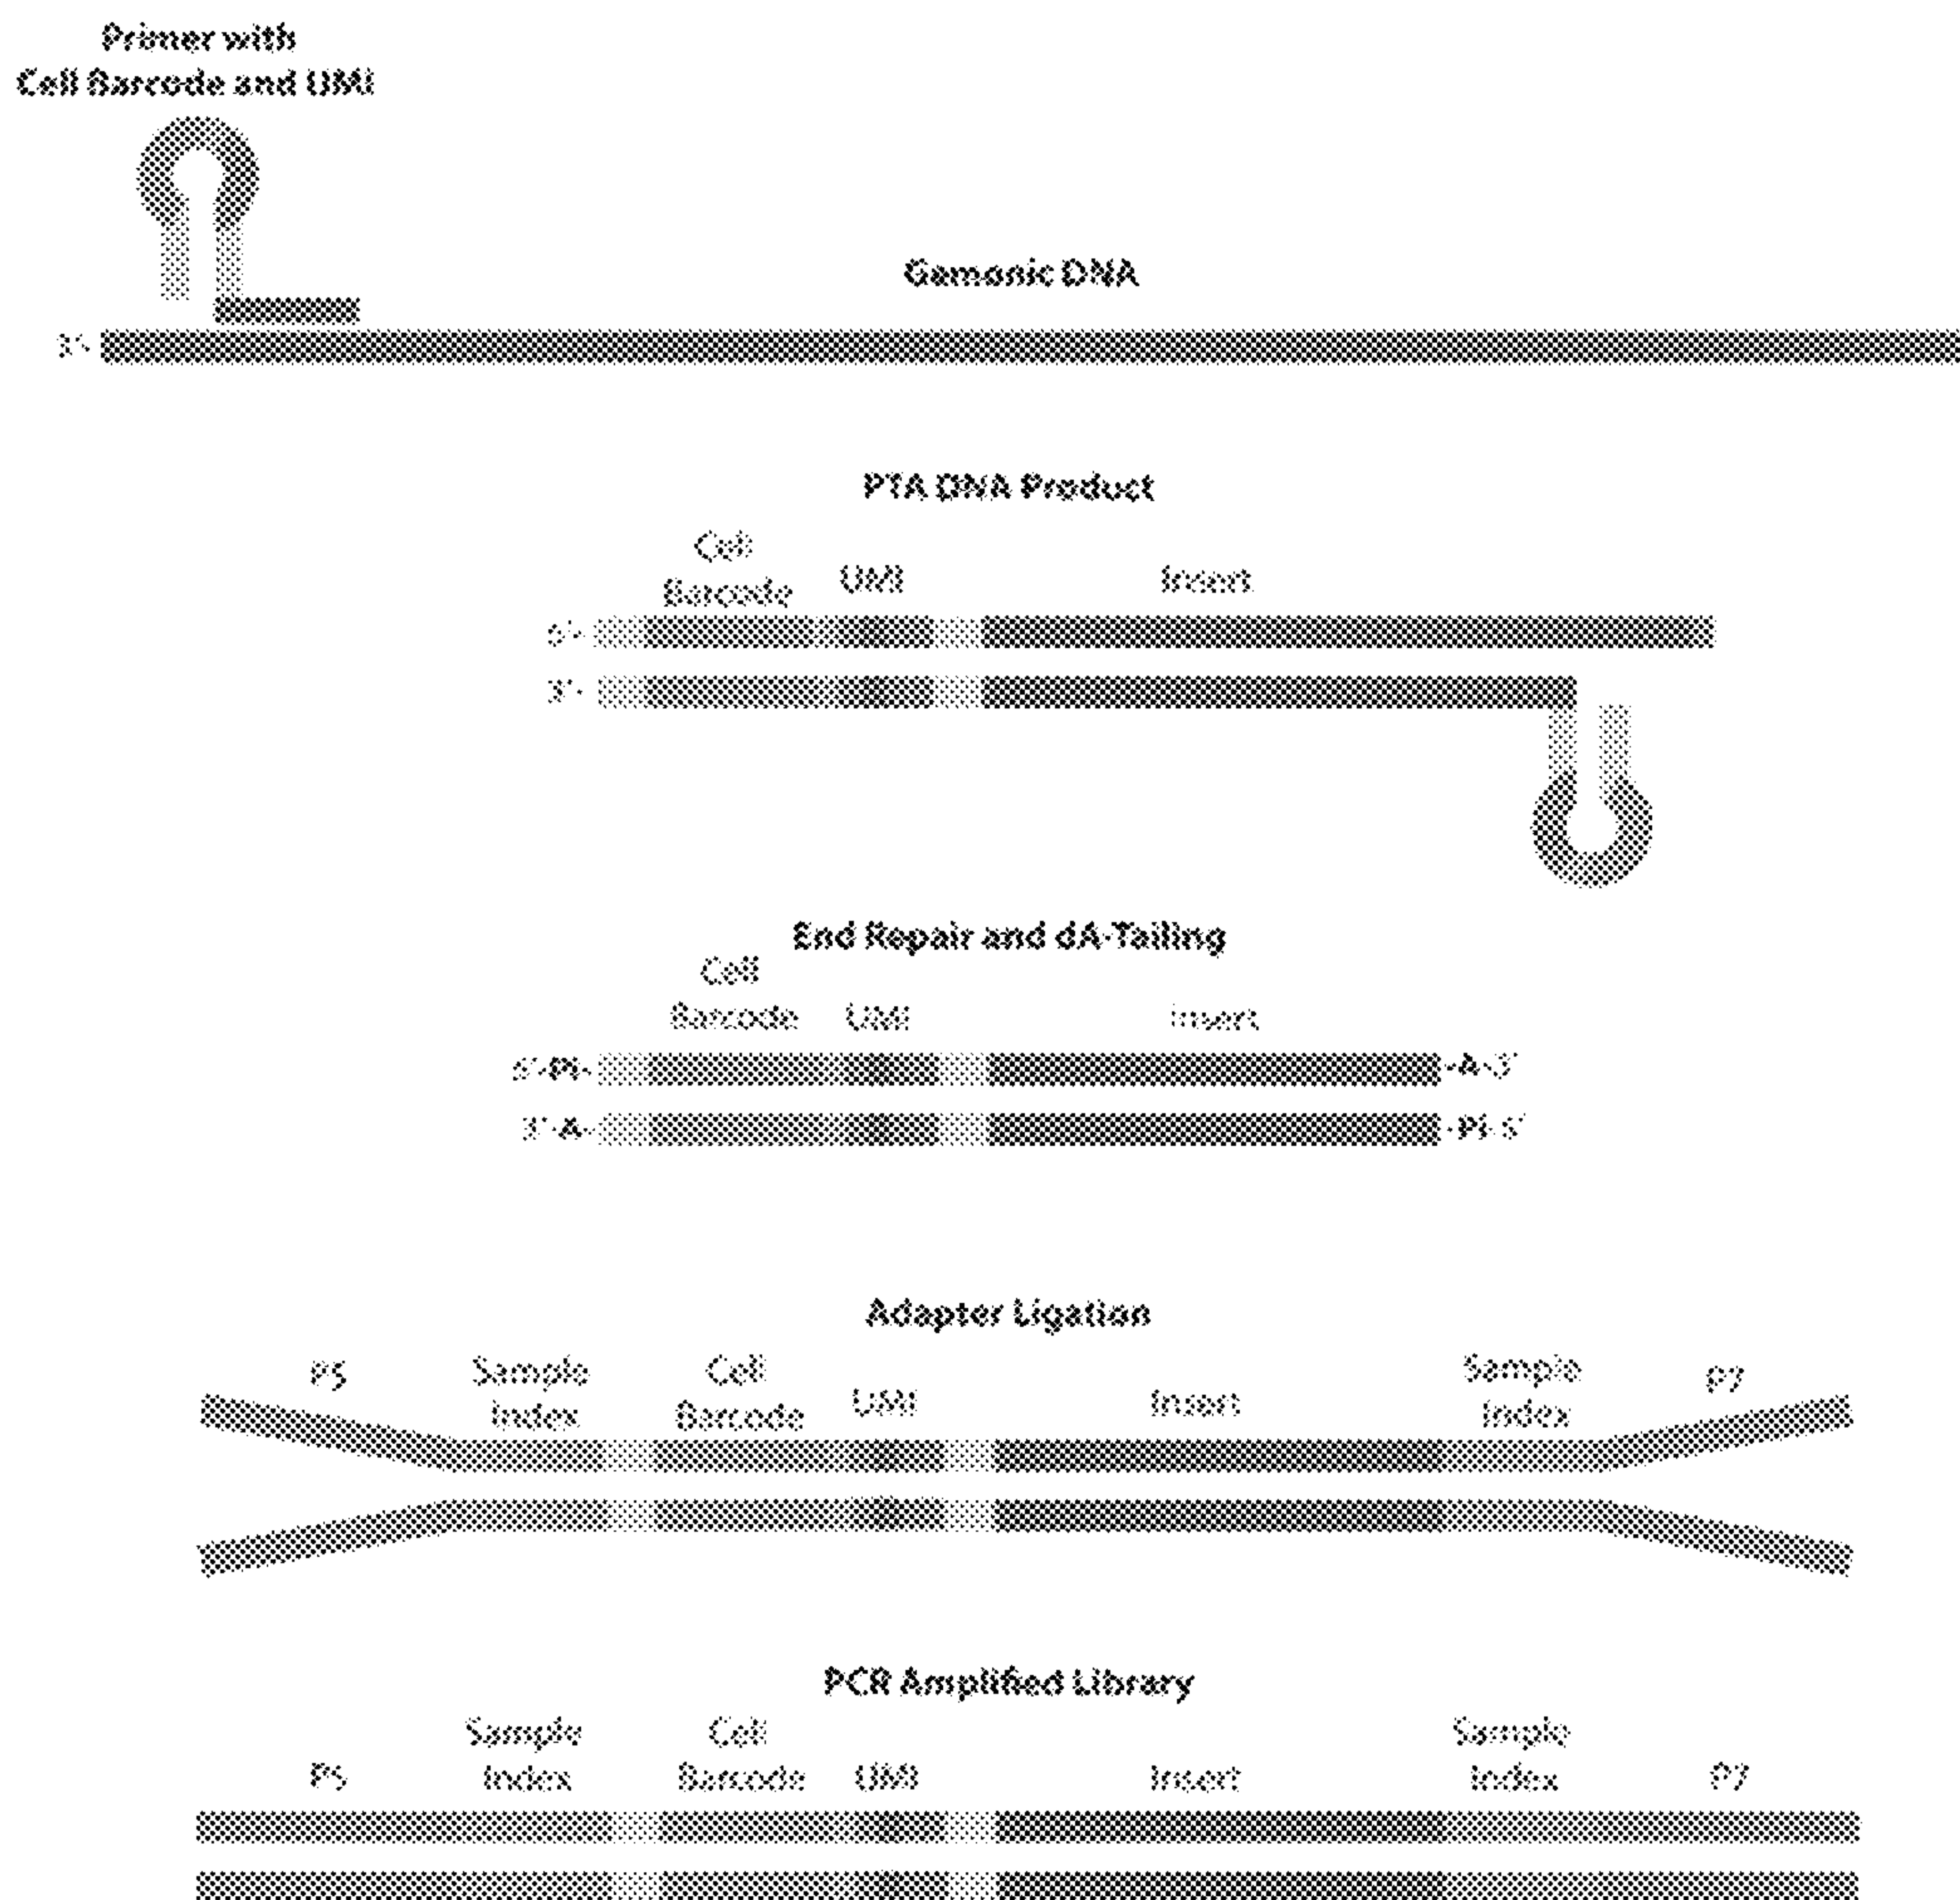 Primer with
Cell Barcode and UMI
Genomic DNA
3'-
PTA DNA Product
Cell
Barcode UMI Insert
5'-
3'-
End Repair and dA-Tailing
Cell
Barcode UMI Insert
5'-Pi- -A-3'
3'-A- -Pi-5'
Adapter Ligation
P5 Sample Cell Sample P7
Index Barcode UMI Insert Index
PCR Amplified Library
Sample Cell Sample
P5 Index Barcode UMI Insert Index P7